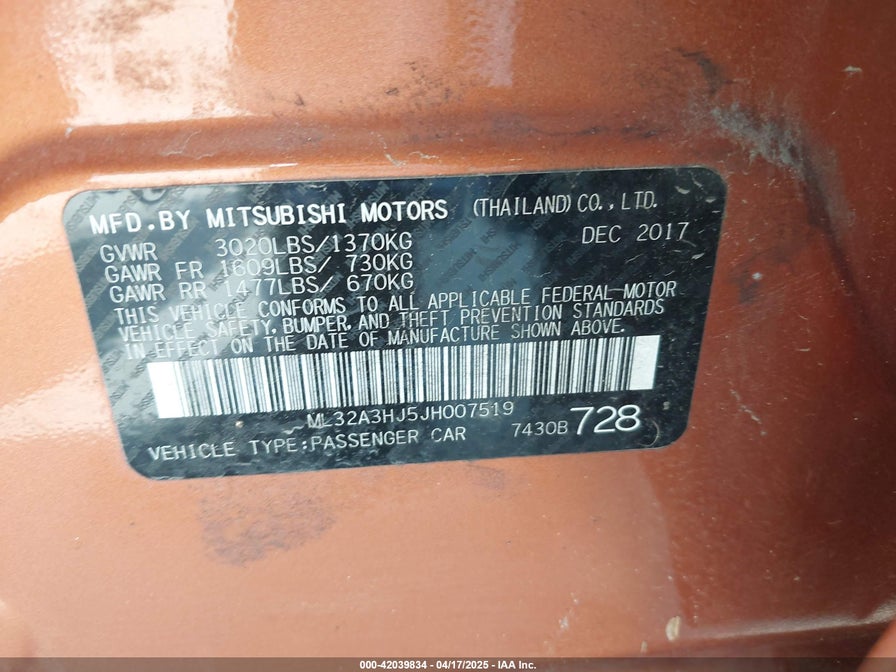 MFD.BY MITSUBISHI MOTORS (THAILAND) CO., LTD.
GVWR 3020LBS/1370KG DEC 2017
GAWR FR 1609LBS/ 730KG
GAWR RR 1477LBS/ 670KG
THIS VEHICLE CONFORMS TO ALL APPLICABLE FEDERAL MOTOR
VEHICLE SAFETY, BUMPER, AND THEFT PREVENTION STANDARDS
IN EFFECT ON THE DATE OF MANUFACTURE SHOWN ABOVE.
ML32A3HJ5JH007519
VEHICLE TYPE:PASSENGER CAR 7430B 728
000-42039834 - 04/17/2025 - IAA Inc.